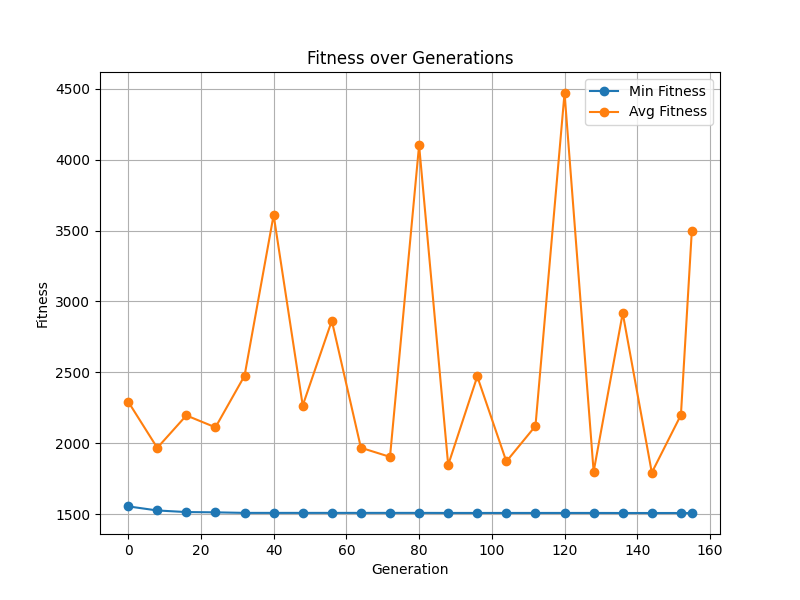 Fitness over Generations
Min Fitness
Avg Fitness
4500
4000
3500
3000
2500
2000
1500
Fitness
0 20 40 60 80 100 120 140 160
Generation